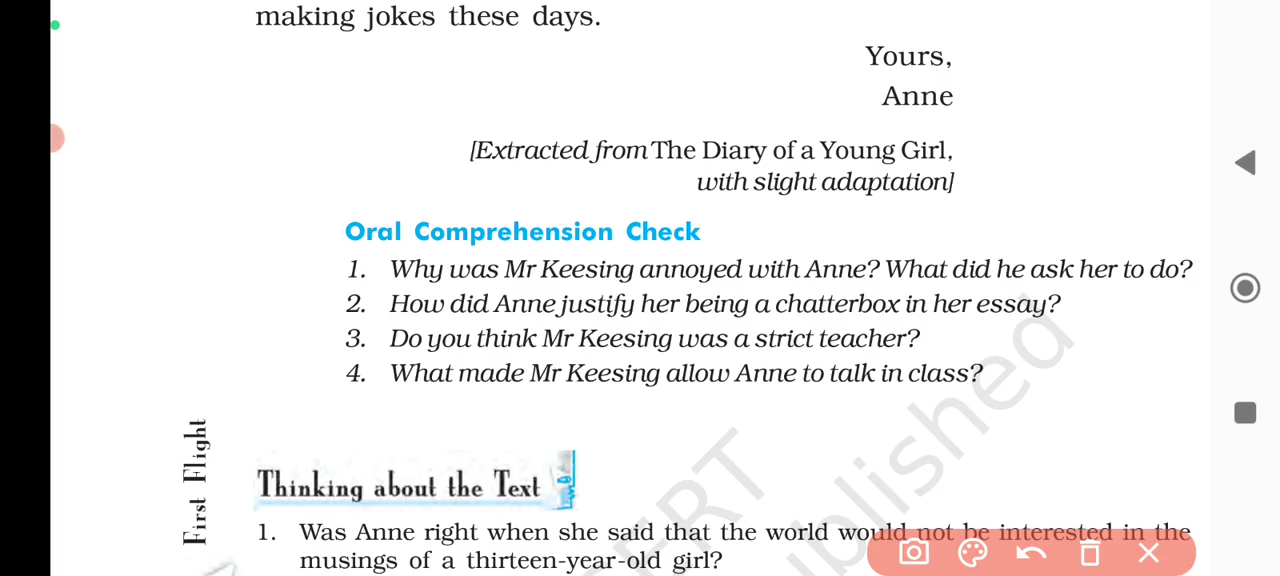 making jokes these days.
Yours,
Anne
[Extracted from The Diary of a Young Girl,
with slight adaptation]
Oral Comprehension Check
1. Why was Mr Keesing annoyed with Anne? What did he ask her to do?
2. How did Anne justify her being a chatterbox in her essay?
3. Do you think Mr Keesing was a strict teacher?
4. What made Mr Keesing allow Anne to talk in class?
First Flight
Thinking about the Text
1. Was Anne right when she said that the world would not be interested in the
musings of a thirteen-year-old girl?